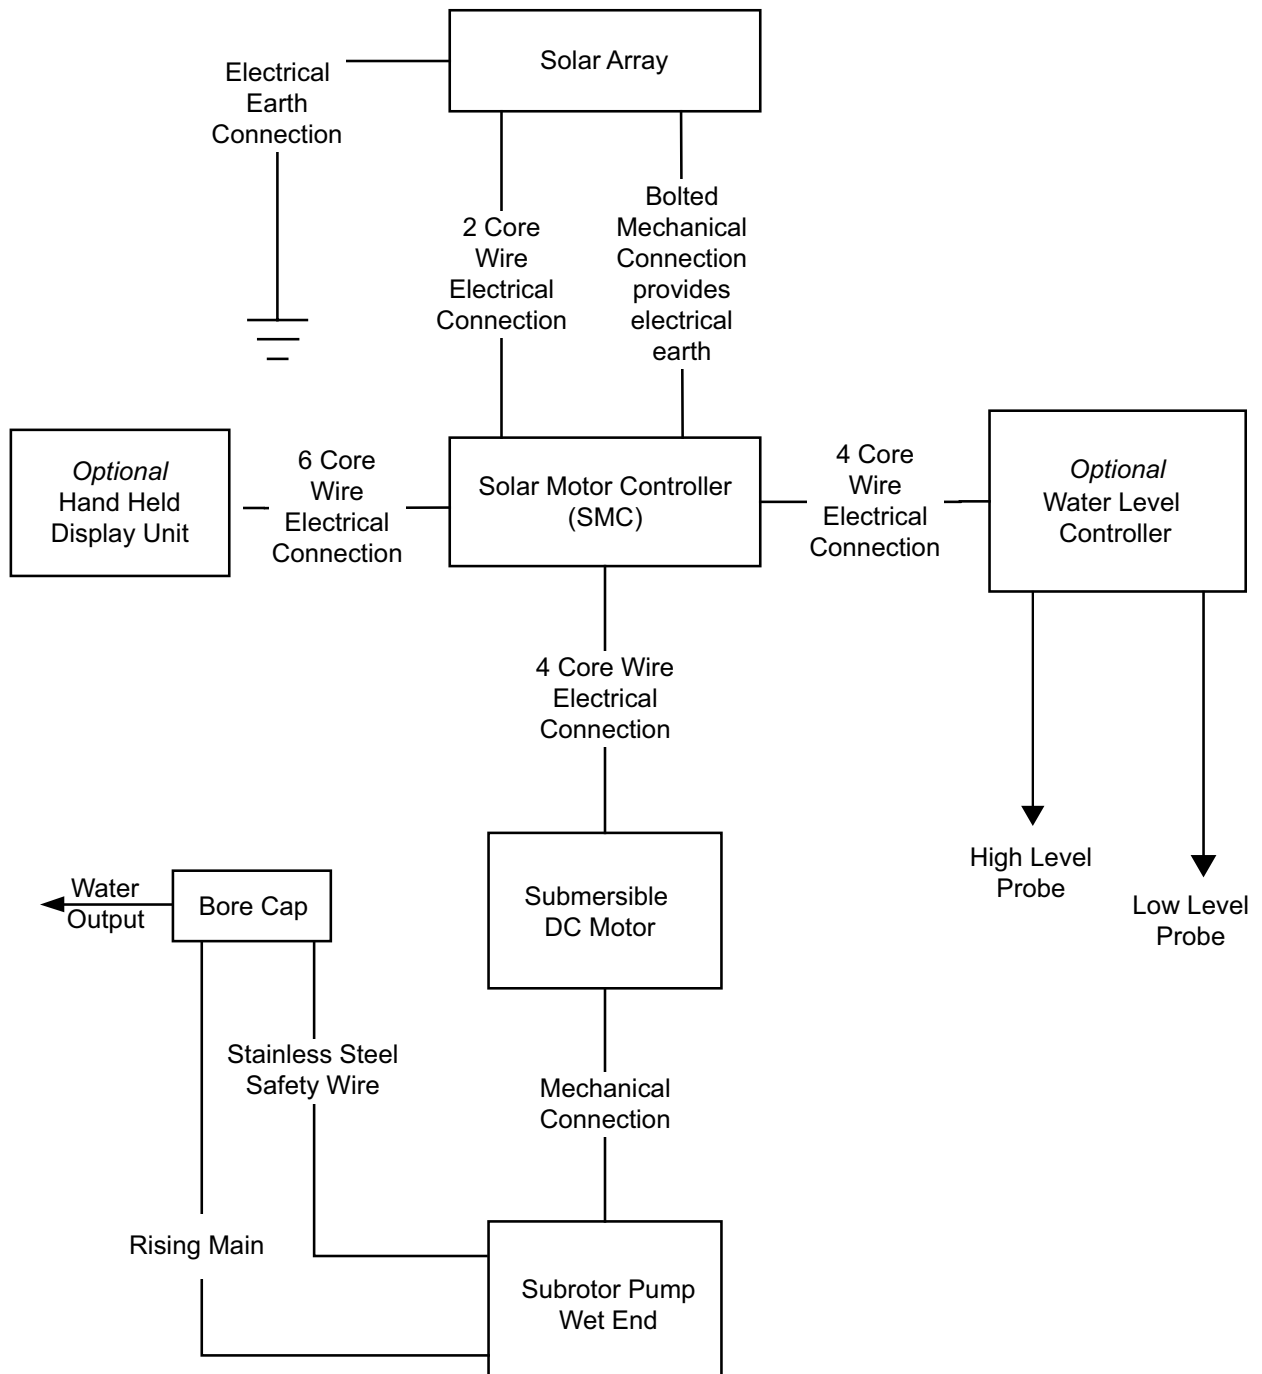 Solar Array
Electrical
Earth
Connection
2 Core
Wire
Electrical
Connection
Bolted
Mechanical
Connection
provides
electrical
earth
Optional
Hand Held
Display Unit
6 Core
Wire
Electrical
Connection
Solar Motor Controller
(SMC)
4 Core
Wire
Electrical
Connection
Optional
Water Level
Controller
4 Core Wire
Electrical
Connection
High Level
Probe
Low Level
Probe
Water
Output
Bore Cap
Submersible
DC Motor
Stainless Steel
Safety Wire
Mechanical
Connection
Rising Main
Subrotor Pump
Wet End